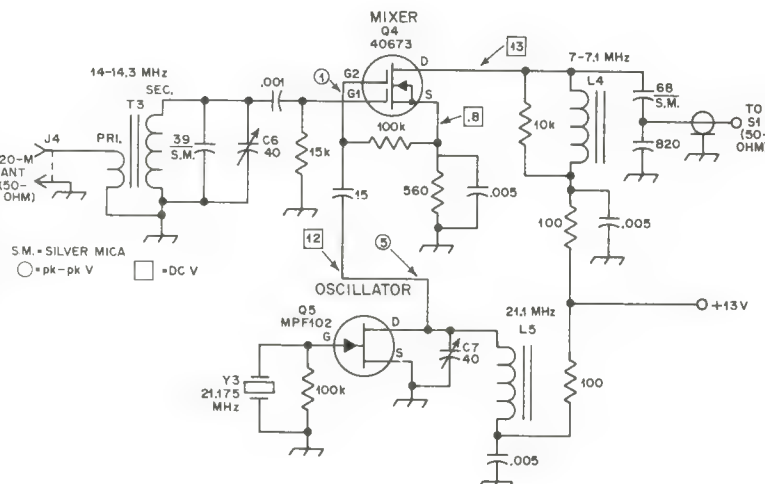 MIXER
Q4
40673
14-14.3 MHz
SEC.
T3
PRI.
J4
20-M
ANT
(50-
OHM)
39
S.M.
C6
40
.001
15k
1
G2
G1
D
S
13
.8
100k
15
560
.005
7-7.1 MHz
L4
10k
68
S.M.
820
TO
S1
(50-
OHM)
100
.005
S.M. = SILVER MICA
= pk-pk V
= DC V
12
5
OSCILLATOR
Q5
MPF102
G
D
S
Y3
21.175
MHz
100k
C7
40
21.1 MHz
L5
100
.005
+13V